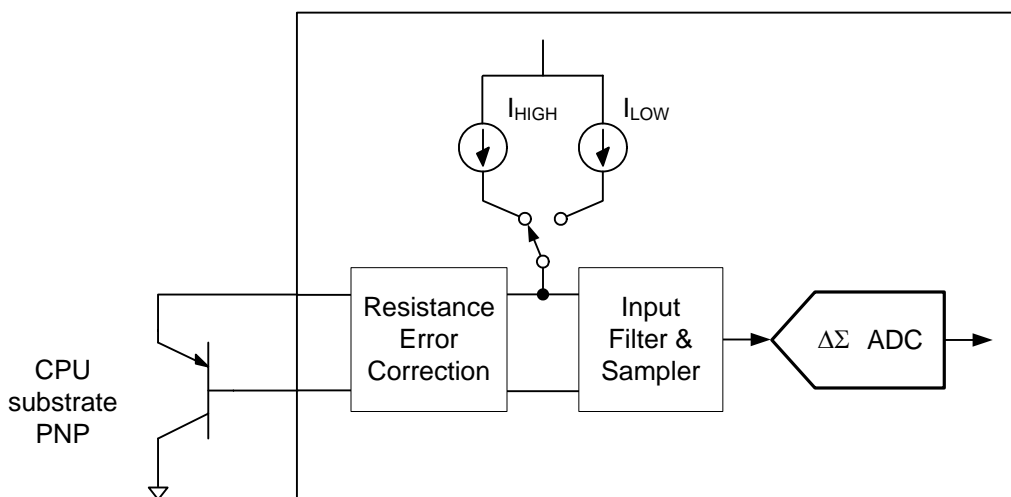 I_HIGH
I_LOW
Resistance
Error
Correction
Input
Filter &
Sampler
ΔΣ ADC
CPU
substrate
PNP